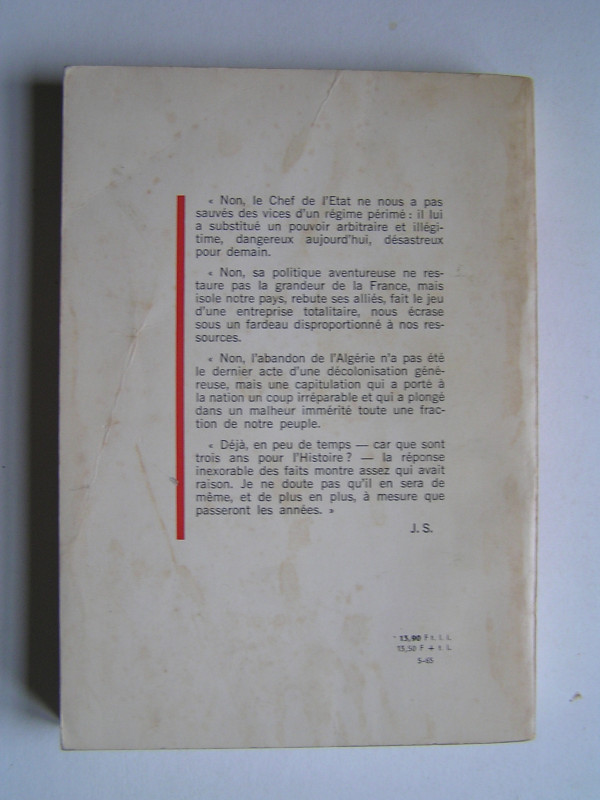 « Non, le Chef de l'Etat ne nous a pas
sauvés des vices d'un régime périmé : il lui
a substitué un pouvoir arbitraire et illégi-
time, dangereux aujourd'hui, désastreux
pour demain.
« Non, sa politique aventureuse ne res-
taure pas la grandeur de la France, mais
isole notre pays, rebute ses alliés, fait le jeu
d'une entreprise totalitaire, nous écrase
sous un fardeau disproportionné à nos res-
sources.
« Non, l'abandon de l'Algérie n'a pas été
le dernier acte d'une décolonisation géné-
reuse, mais une capitulation qui a porté à
la nation un coup irréparable et qui a plongé
dans un malheur immérité toute une frac-
tion de notre peuple.
« Déjà, en peu de temps — car que sont
trois ans pour l'Histoire ? — la réponse
inexorable des faits montre assez qui avait
raison. Je ne doute pas qu'il en sera de
même, et de plus en plus, à mesure que
passeront les années. »
J. S.
15,90 F t. l. i.
15,50 F + t. l.
5-65